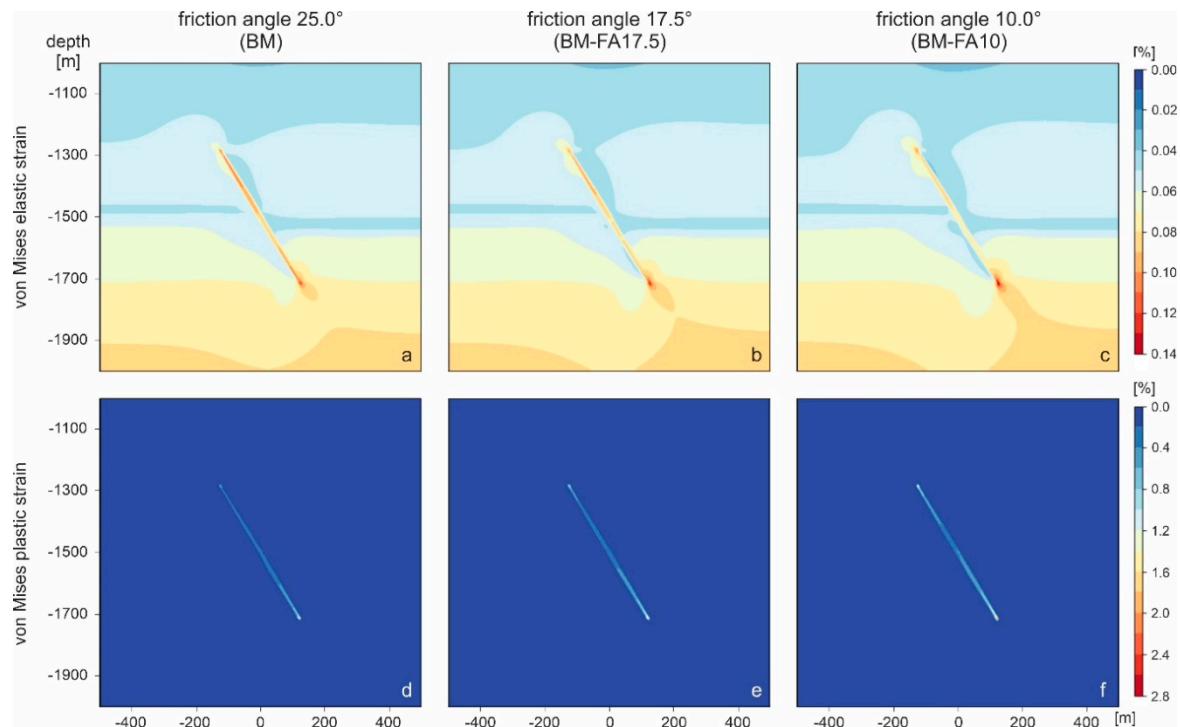 friction angle 25.0°
(BM)
friction angle 17.5°
(BM-FA17.5)
friction angle 10.0°
(BM-FA10)
depth
[m]
[%]
von Mises elastic strain
-1100
-1300
-1500
-1700
-1900
a
b
c
0.00
0.02
0.04
0.06
0.08
0.10
0.12
0.14
[%]
von Mises plastic strain
-1100
-1300
-1500
-1700
-1900
d
e
f
0.0
0.4
0.8
1.2
1.6
2.0
2.4
2.8
-400 -200 0 200 400
-400 -200 0 200 400
-400 -200 0 200 400 [m]